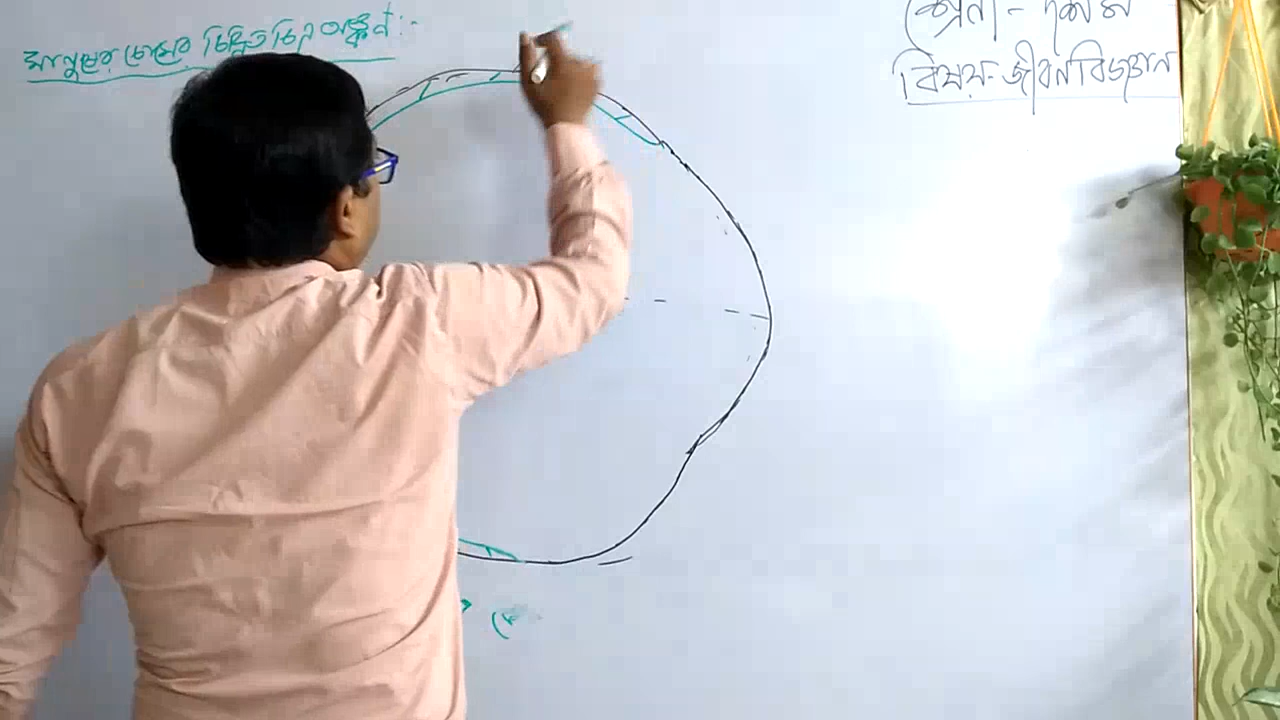 মানুষের চোখের চিহ্নিত চিত্র অঙ্কন :-
শ্রেণী - দশম
বিষয়- জীবনবিজ্ঞান